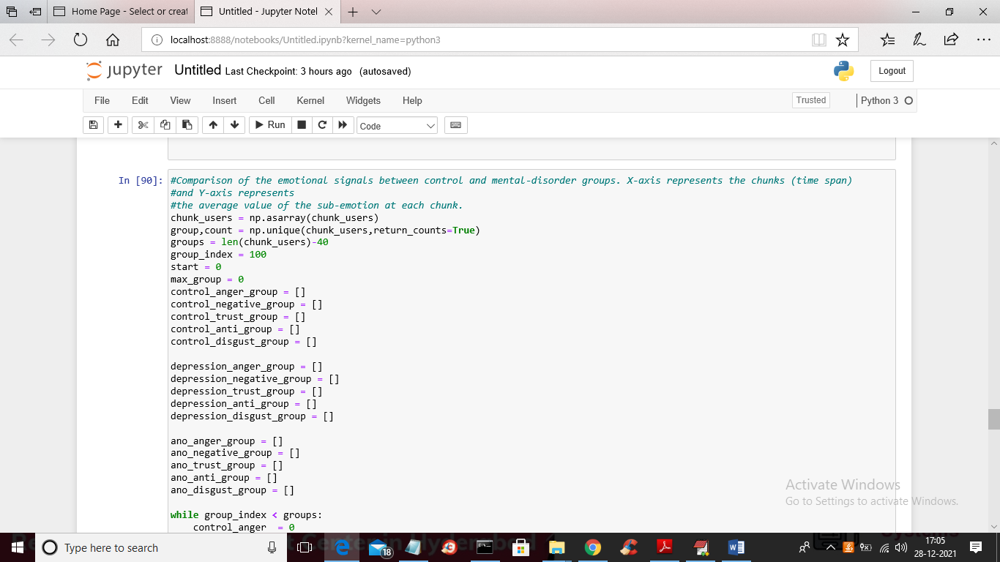 Home Page - Select or creat
Untitled - Jupyter Notel
localhost:8888/notebooks/Untitled.ipynb?kernel_name=python3
jupyter Untitled Last Checkpoint: 3 hours ago (autosaved)
Logout
File Edit View Insert Cell Kernel Widgets Help
Trusted Python 3
Run Code
In [90]:
#Comparison of the emotional signals between control and mental-disorder groups. X-axis represents the chunks (time span)
#and Y-axis represents
#the average value of the sub-emotion at each chunk.
chunk_users = np.asarray(chunk_users)
group,count = np.unique(chunk_users,return_counts=True)
groups = len(chunk_users)-40
group_index = 100
start = 0
max_group = 0
control_anger_group = []
control_negative_group = []
control_trust_group = []
control_anti_group = []
control_disgust_group = []
depression_anger_group = []
depression_negative_group = []
depression_trust_group = []
depression_anti_group = []
depression_disgust_group = []
ano_anger_group = []
ano_negative_group = []
ano_trust_group = []
ano_anti_group = []
ano_disgust_group = []
while group_index < groups:
control_anger = 0
Activate Windows
Go to Settings to activate Windows.
Type here to search
18
17:05
28-12-2021